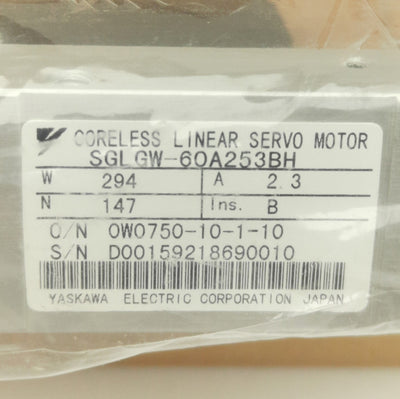 CORELESS LINEAR SERVO MOTOR
SGLGW-60A253BH
W 294 A 2.3
N 147 Ins. B
O/N 0W0750-10-1-10
S/N D00159218690010
YASKAWA ELECTRIC CORPORATION JAPAN